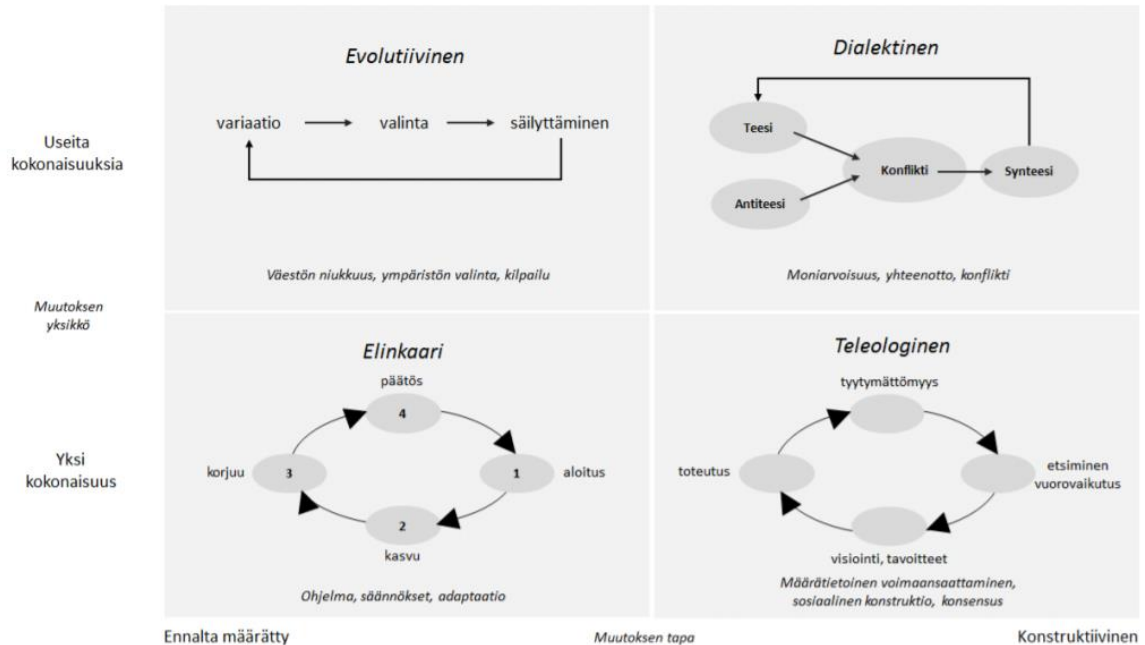 Evolutiivinen
variaatio valinta säilyttäminen
Väestön niukkuus, ympäristön valinta, kilpailu
Dialektinen
Teesi
Antiteesi
Konflikti
Synteesi
Moniarvoisuus, yhteenotto, konflikti
Useita
kokonaisuuksia
Muutoksen
yksikkö
Yksi
kokonaisuus
Elinkaari
päätös
4
korjuu 3
1 aloitus
2
kasvu
Ohjelma, säännökset, adaptaatio
Teleologinen
tyytymättömyys
toteutus
etsiminen
vuorovaikutus
visiointi, tavoitteet
Määrätietoinen voimaansaattaminen,
sosiaalinen konstruktio, konsensus
Ennalta määrätty
Muutoksen tapa
Konstruktiivinen